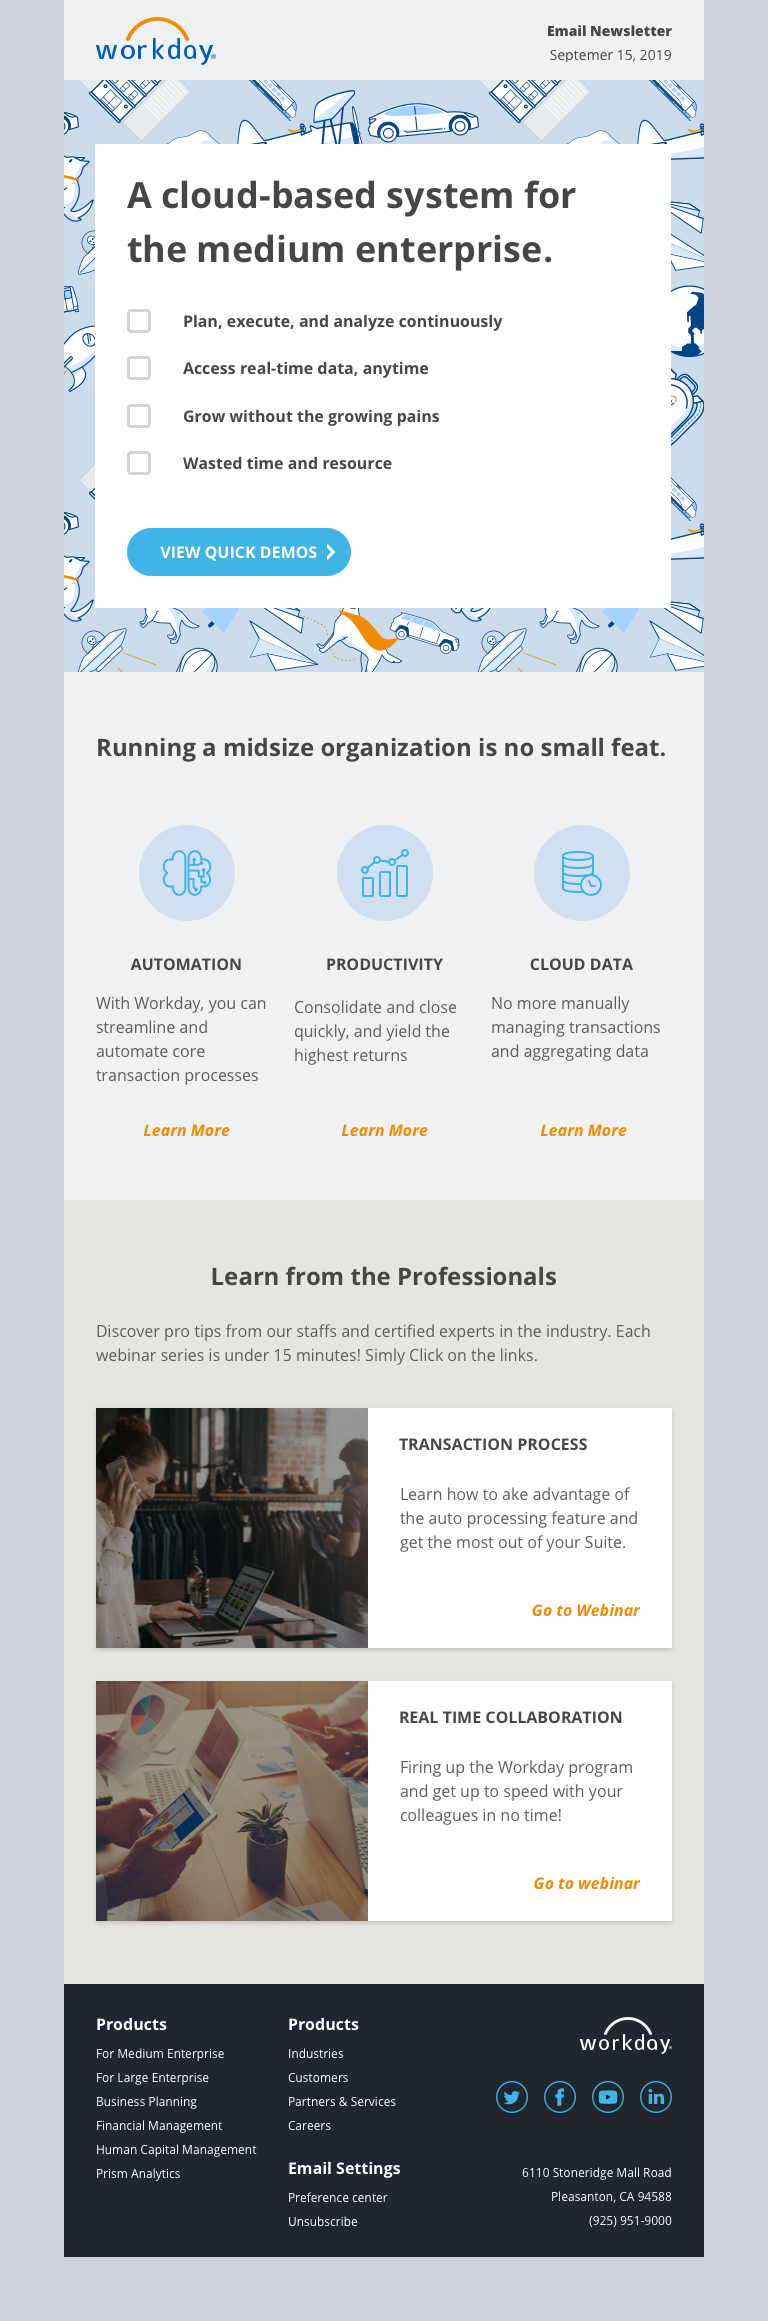 workday.
Email Newsletter
Septemer 15, 2019
A cloud-based system for
the medium enterprise.
Plan, execute, and analyze continuously
Access real-time data, anytime
Grow without the growing pains
Wasted time and resource
VIEW QUICK DEMOS
Running a midsize organization is no small feat.
AUTOMATION
With Workday, you can
streamline and
automate core
transaction processes
Learn More
PRODUCTIVITY
Consolidate and close
quickly, and yield the
highest returns
Learn More
CLOUD DATA
No more manually
managing transactions
and aggregating data
Learn More
Learn from the Professionals
Discover pro tips from our staffs and certified experts in the industry. Each
webinar series is under 15 minutes! Simly Click on the links.
TRANSACTION PROCESS
Learn how to ake advantage of
the auto processing feature and
get the most out of your Suite.
Go to Webinar
REAL TIME COLLABORATION
Firing up the Workday program
and get up to speed with your
colleagues in no time!
Go to webinar
Products
For Medium Enterprise
For Large Enterprise
Business Planning
Financial Management
Human Capital Management
Prism Analytics
Products
Industries
Customers
Partners & Services
Careers
Email Settings
Preference center
Unsubscribe
workday.
6110 Stoneridge Mall Road
Pleasanton, CA 94588
(925) 951-9000